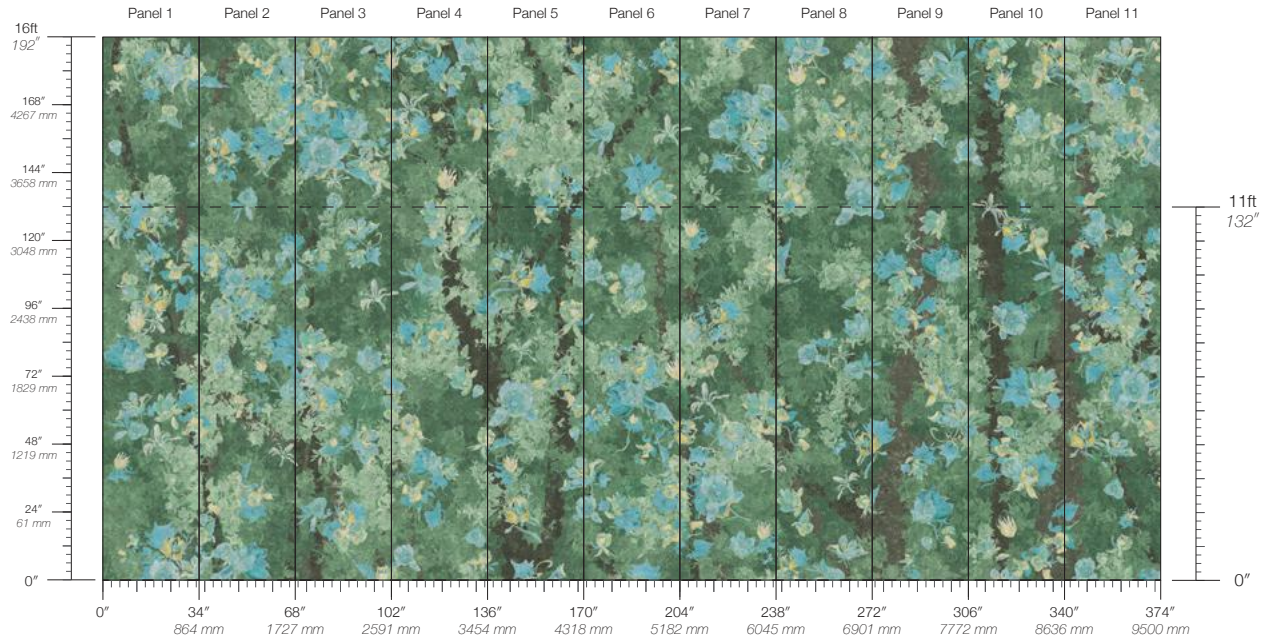 Panel 1 Panel 2 Panel 3 Panel 4 Panel 5 Panel 6 Panel 7 Panel 8 Panel 9 Panel 10 Panel 11
16ft
192"
168"
4267 mm
144"
3658 mm
120"
3048 mm
96"
2438 mm
72"
1829 mm
48"
1219 mm
24"
61 mm
0"
11ft
132"
0"
0" 34" 68" 102" 136" 170" 204" 238" 272" 306" 340" 374"
864 mm 1727 mm 2591 mm 3454 mm 4318 mm 5182 mm 6045 mm 6901 mm 7772 mm 8636 mm 9500 mm